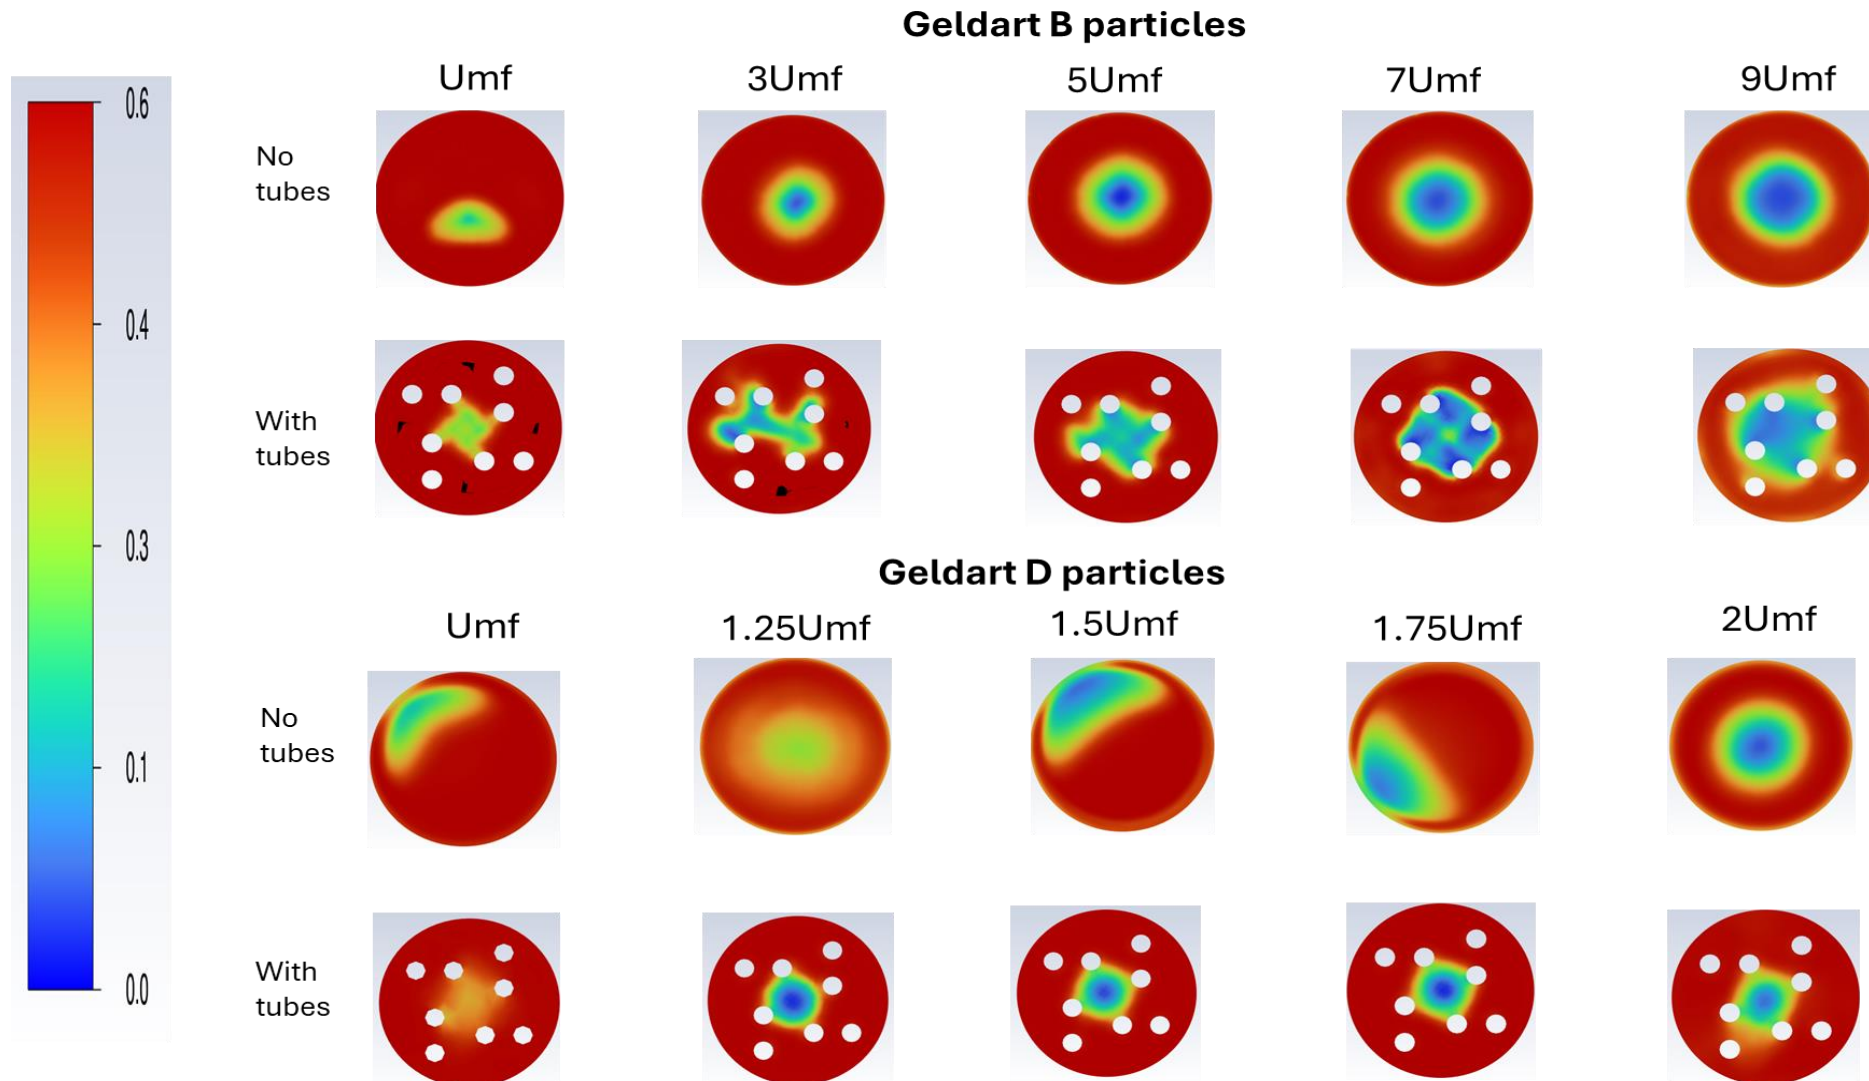 Geldart B particles
Umf 3Umf 5Umf 7Umf 9Umf
0.6
No
tubes
0.4
With
tubes
0.3
Geldart D particles
Umf 1.25Umf 1.5Umf 1.75Umf 2Umf
No
tubes
0.1
With
tubes
0.0